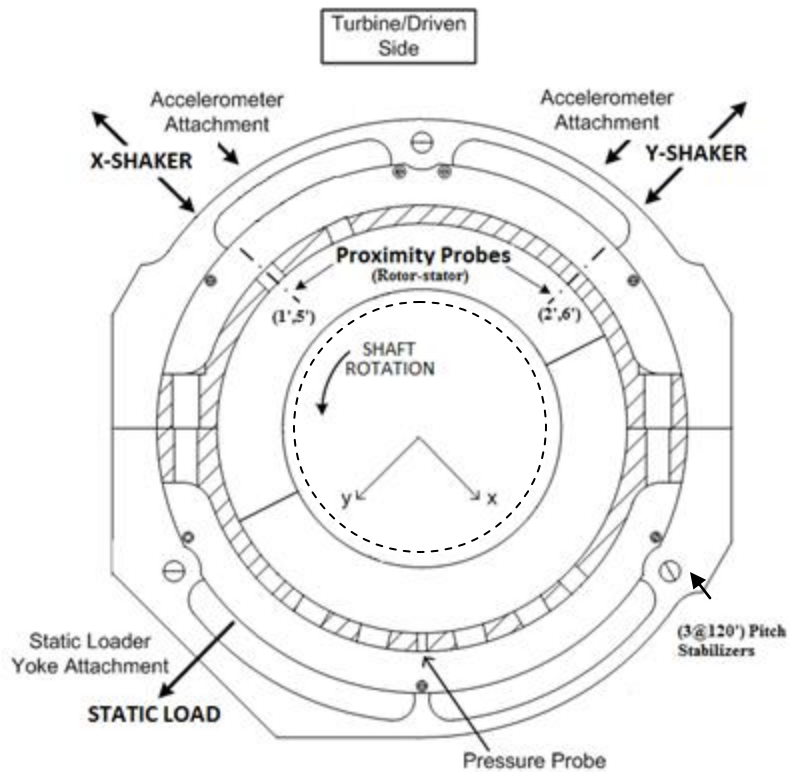 Turbine/Driven
Side
Accelerometer
Attachment
Accelerometer
Attachment
X-SHAKER
Y-SHAKER
Proximity Probes
(Rotor-stator)
(1',5')
(2',6')
SHAFT
ROTATION
y
x
(3@120') Pitch
Stabilizers
Static Loader
Yoke Attachment
STATIC LOAD
Pressure Probe